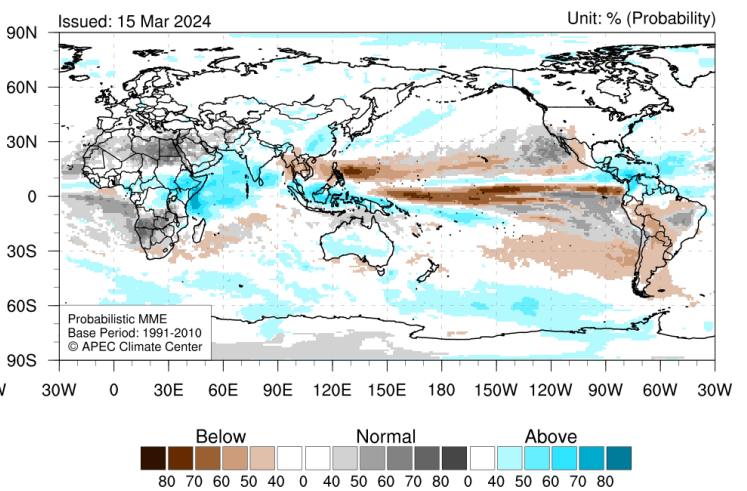 Issued: 15 Mar 2024
Unit: % (Probability)
90N
60N
30N
0
30S
60S
90S
Probabilistic MME
Base Period: 1991-2010
© APEC Climate Center
W
30W 0 30E 60E 90E 120E 150E 180 150W 120W 90W 60W 30W
Below Normal Above
80 70 60 50 40 0 40 50 60 70 80 0 40 50 60 70 80